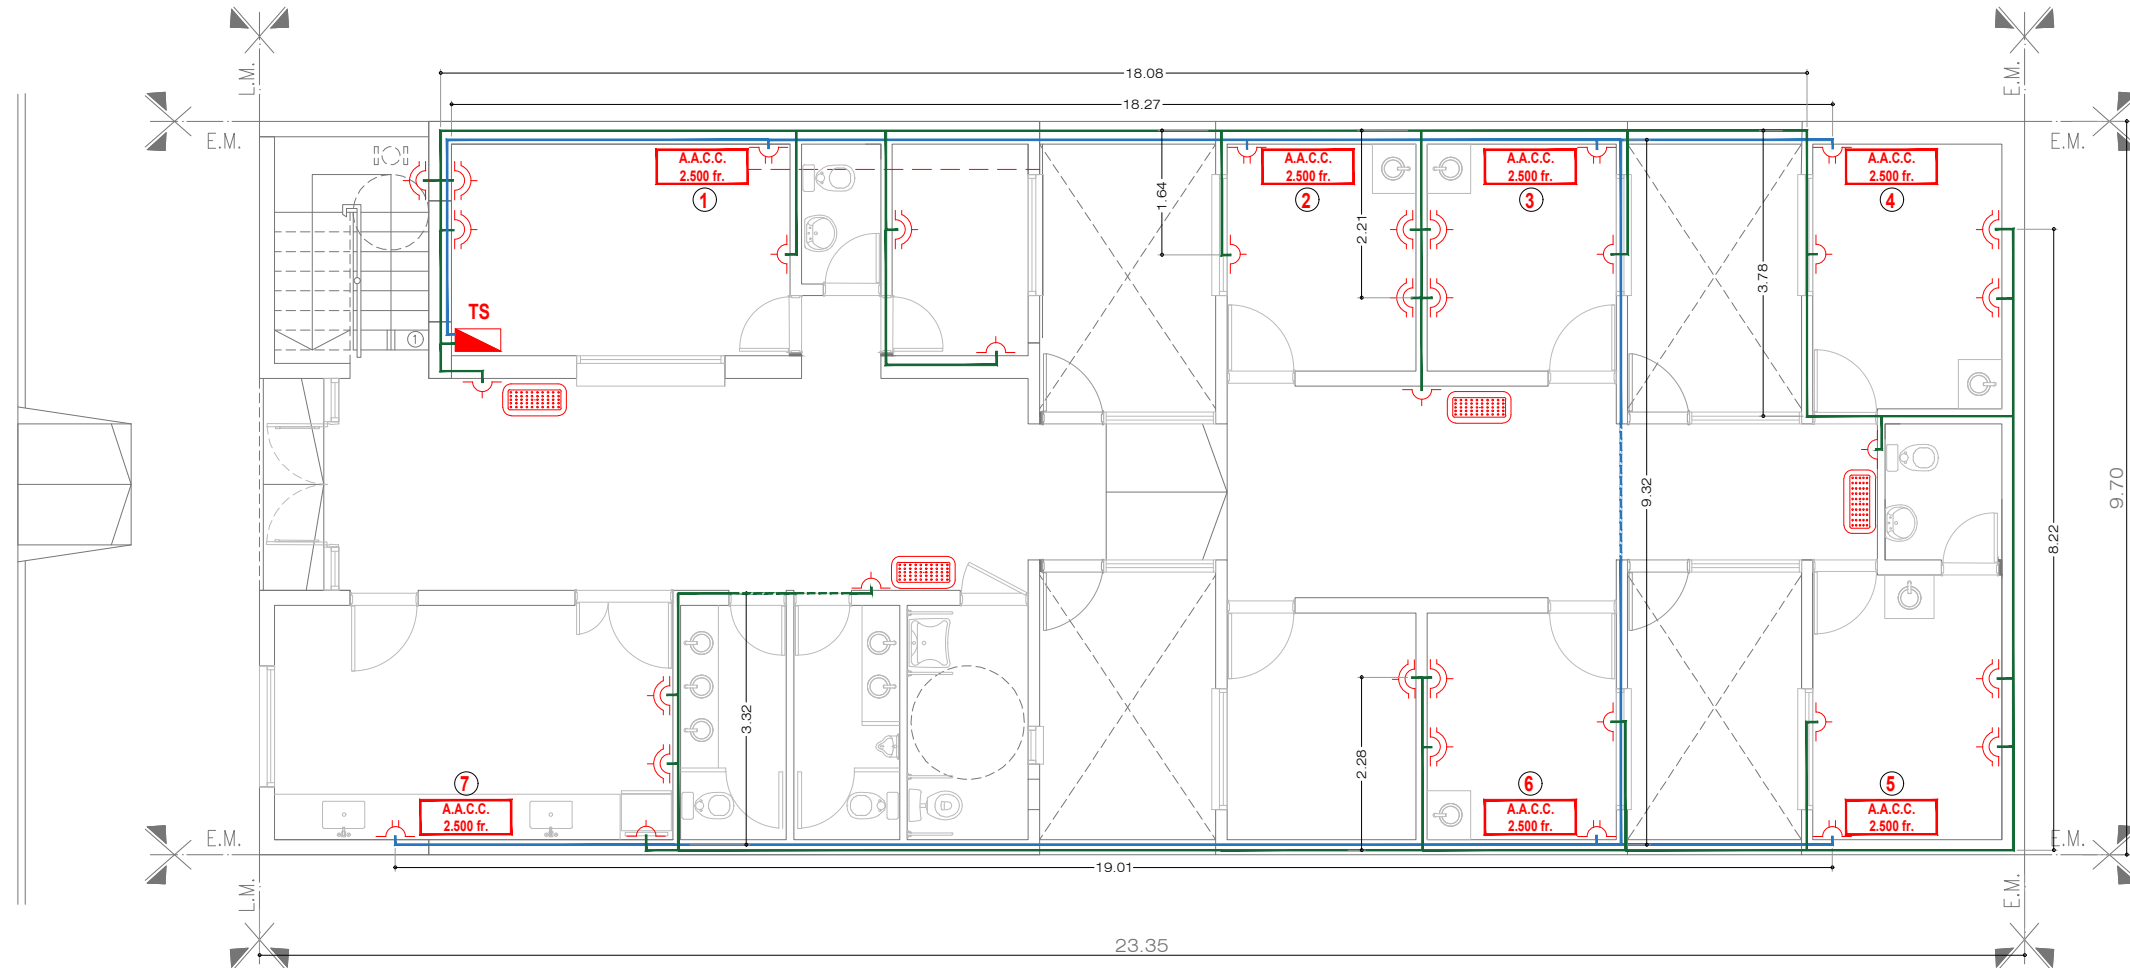 L.M.
E.M.
18.08
18.27
E.M.
E.M.
A.A.C.C.
2.500 fr.
1
A.A.C.C.
2.500 fr.
2
A.A.C.C.
2.500 fr.
3
A.A.C.C.
2.500 fr.
4
1.64
2.21
3.78
TS
1
9.32
8.22
9.70
3.32
2.28
7
A.A.C.C.
2.500 fr.
6
A.A.C.C.
2.500 fr.
5
A.A.C.C.
2.500 fr.
E.M.
E.M.
19.01
L.M.
E.M.
23.35